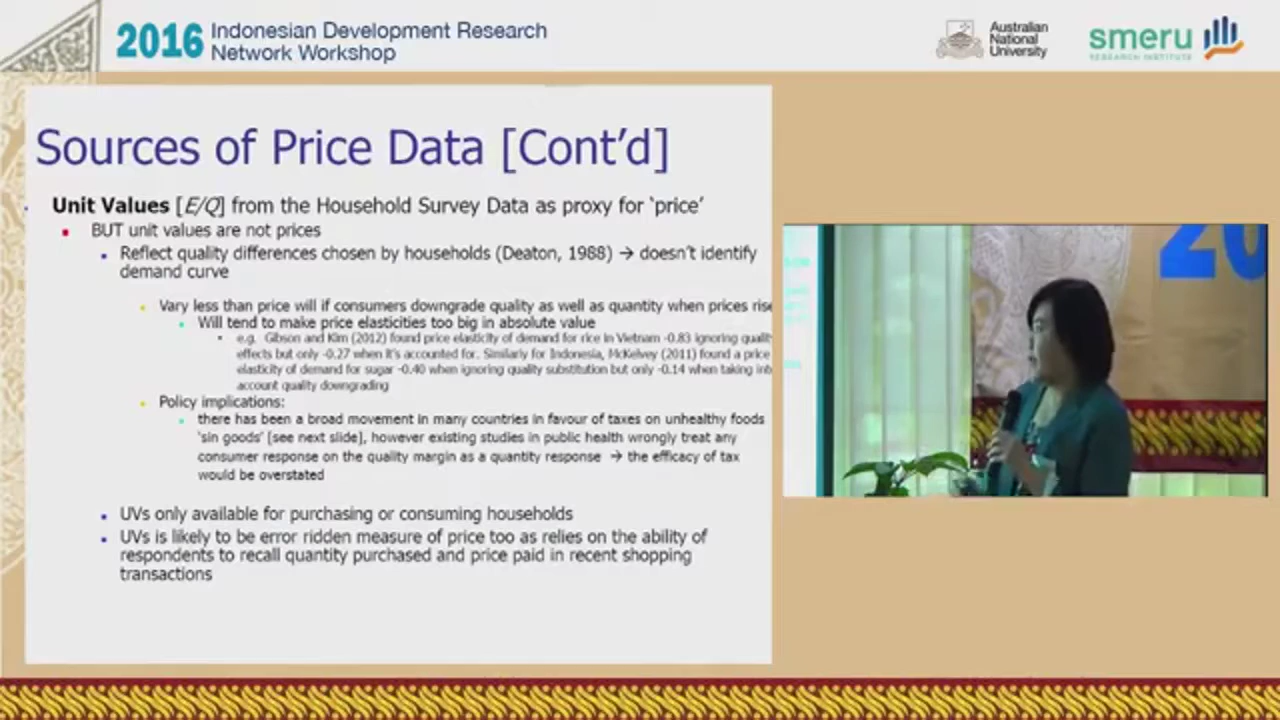 2016 Indonesian Development Research
Network Workshop
Australian
National
University
smeru
RESEARCH INSTITUTE
Sources of Price Data [Cont'd]
Unit Values [E/Q] from the Household Survey Data as proxy for 'price'
BUT unit values are not prices
Reflect quality differences chosen by households (Deaton, 1988) → doesn't identify
demand curve
Vary less than price will if consumers downgrade quality as well as quantity when prices rise
Will tend to make price elasticities too big in absolute value
e.g. Gibson and Kim (2012) found price elasticity of demand for rice in Vietnam -0.83 ignoring qualit
effects but only -0.27 when it's accounted for. Similarly for Indonesia, McKelvey (2011) found a price
elasticity of demand for sugar -0.40 when ignoring quality substitution but only -0.14 when taking int
account quality downgrading
Policy implications:
there has been a broad movement in many countries in favour of taxes on unhealthy foods
'sin goods' [see next slide], however existing studies in public health wrongly treat any
consumer response on the quality margin as a quantity response → the efficacy of tax
would be overstated
UVs only available for purchasing or consuming households
UVs is likely to be error ridden measure of price too as relies on the ability of
respondents to recall quantity purchased and price paid in recent shopping
transactions
20